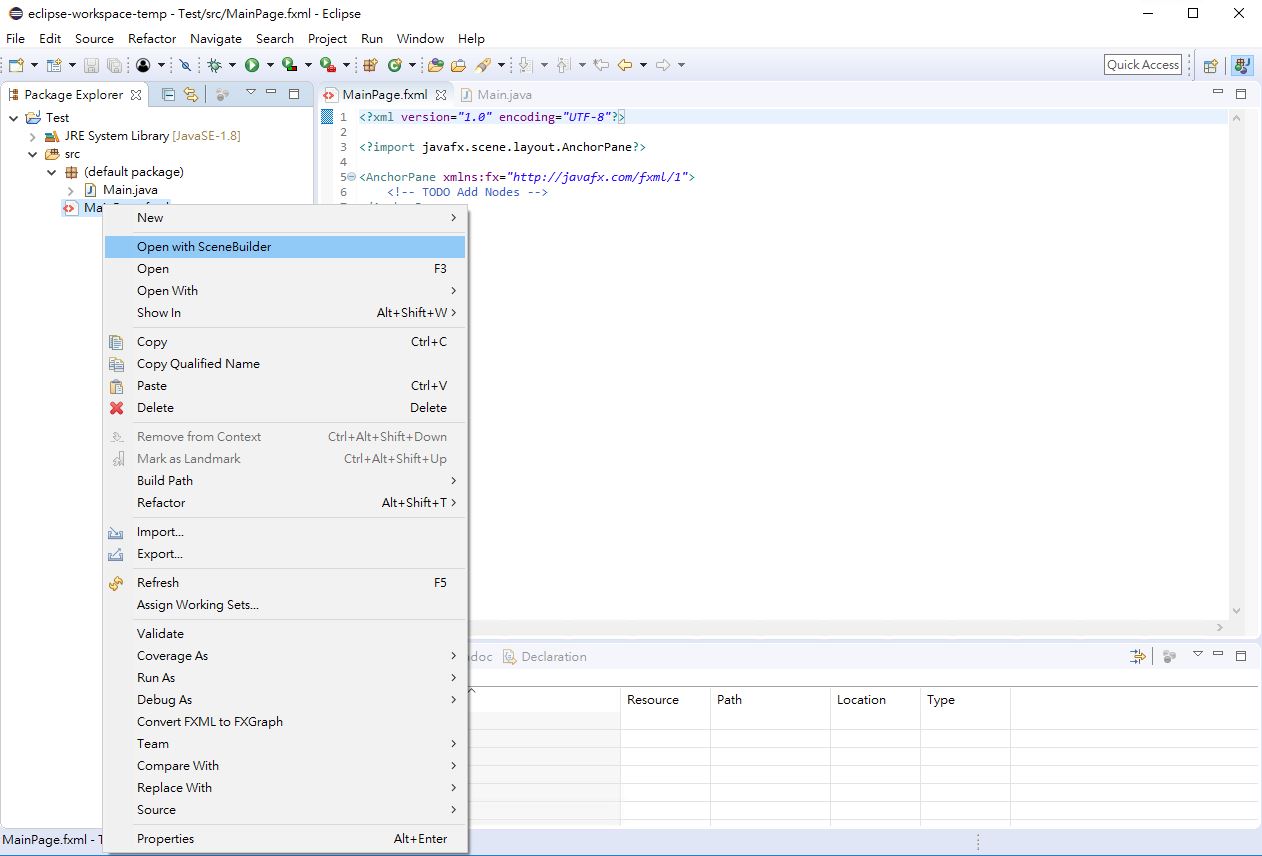 eclipse-workspace-temp - Test/src/MainPage.fxml - Eclipse
File Edit Source Refactor Navigate Search Project Run Window Help
Quick Access
Package Explorer
MainPage.fxml
Main.java
Test
JRE System Library [JavaSE-1.8]
src
(default package)
Main.java
1 <?xml version="1.0" encoding="UTF-8"?>
2
3 <?import javafx.scene.layout.AnchorPane?>
4
5 <AnchorPane xmlns:fx="http://javafx.com/fxml/1">
6 <!-- TODO Add Nodes -->
New
Open with SceneBuilder
Open F3
Open With
Show In Alt+Shift+W
Copy Ctrl+C
Copy Qualified Name
Paste Ctrl+V
Delete Delete
Remove from Context Ctrl+Alt+Shift+Down
Mark as Landmark Ctrl+Alt+Shift+Up
Build Path
Refactor Alt+Shift+T
Import...
Export...
Refresh F5
Assign Working Sets...
Validate
Coverage As
Run As
Debug As
Convert FXML to FXGraph
Team
Compare With
Replace With
Source
Properties Alt+Enter
doc Declaration
Resource Path Location Type
MainPage.fxml - T